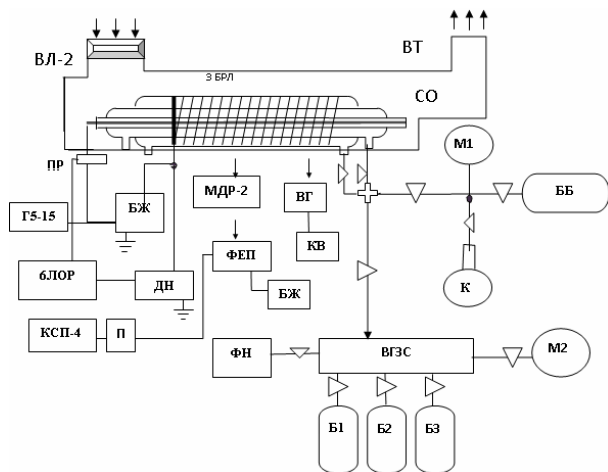 ВЛ-2
ВТ
3 БРЛ
СО
М1
ПР
МДР-2
ВГ
ББ
Г5-15
БЖ
КВ
6ЛОР
ДН
ФЕП
К
БЖ
КСП-4
П
ФН
ВГЗС
М2
Б1
Б2
Б3